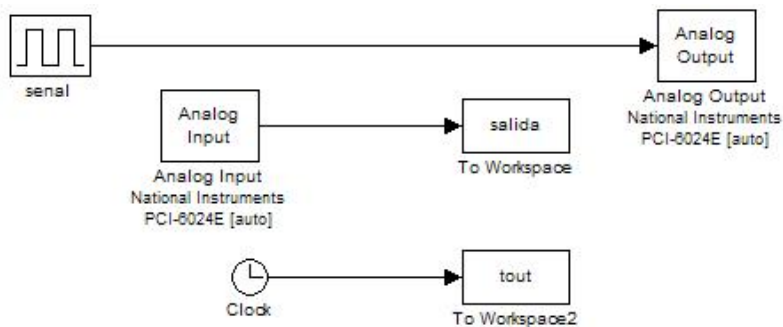 Analog
Output
senal
Analog Output
National Instruments
PCI-6024E [auto]
Analog
Input
salida
Analog Input
National Instruments
PCI-6024E [auto]
To Workspace
tout
Clock
To Workspace2